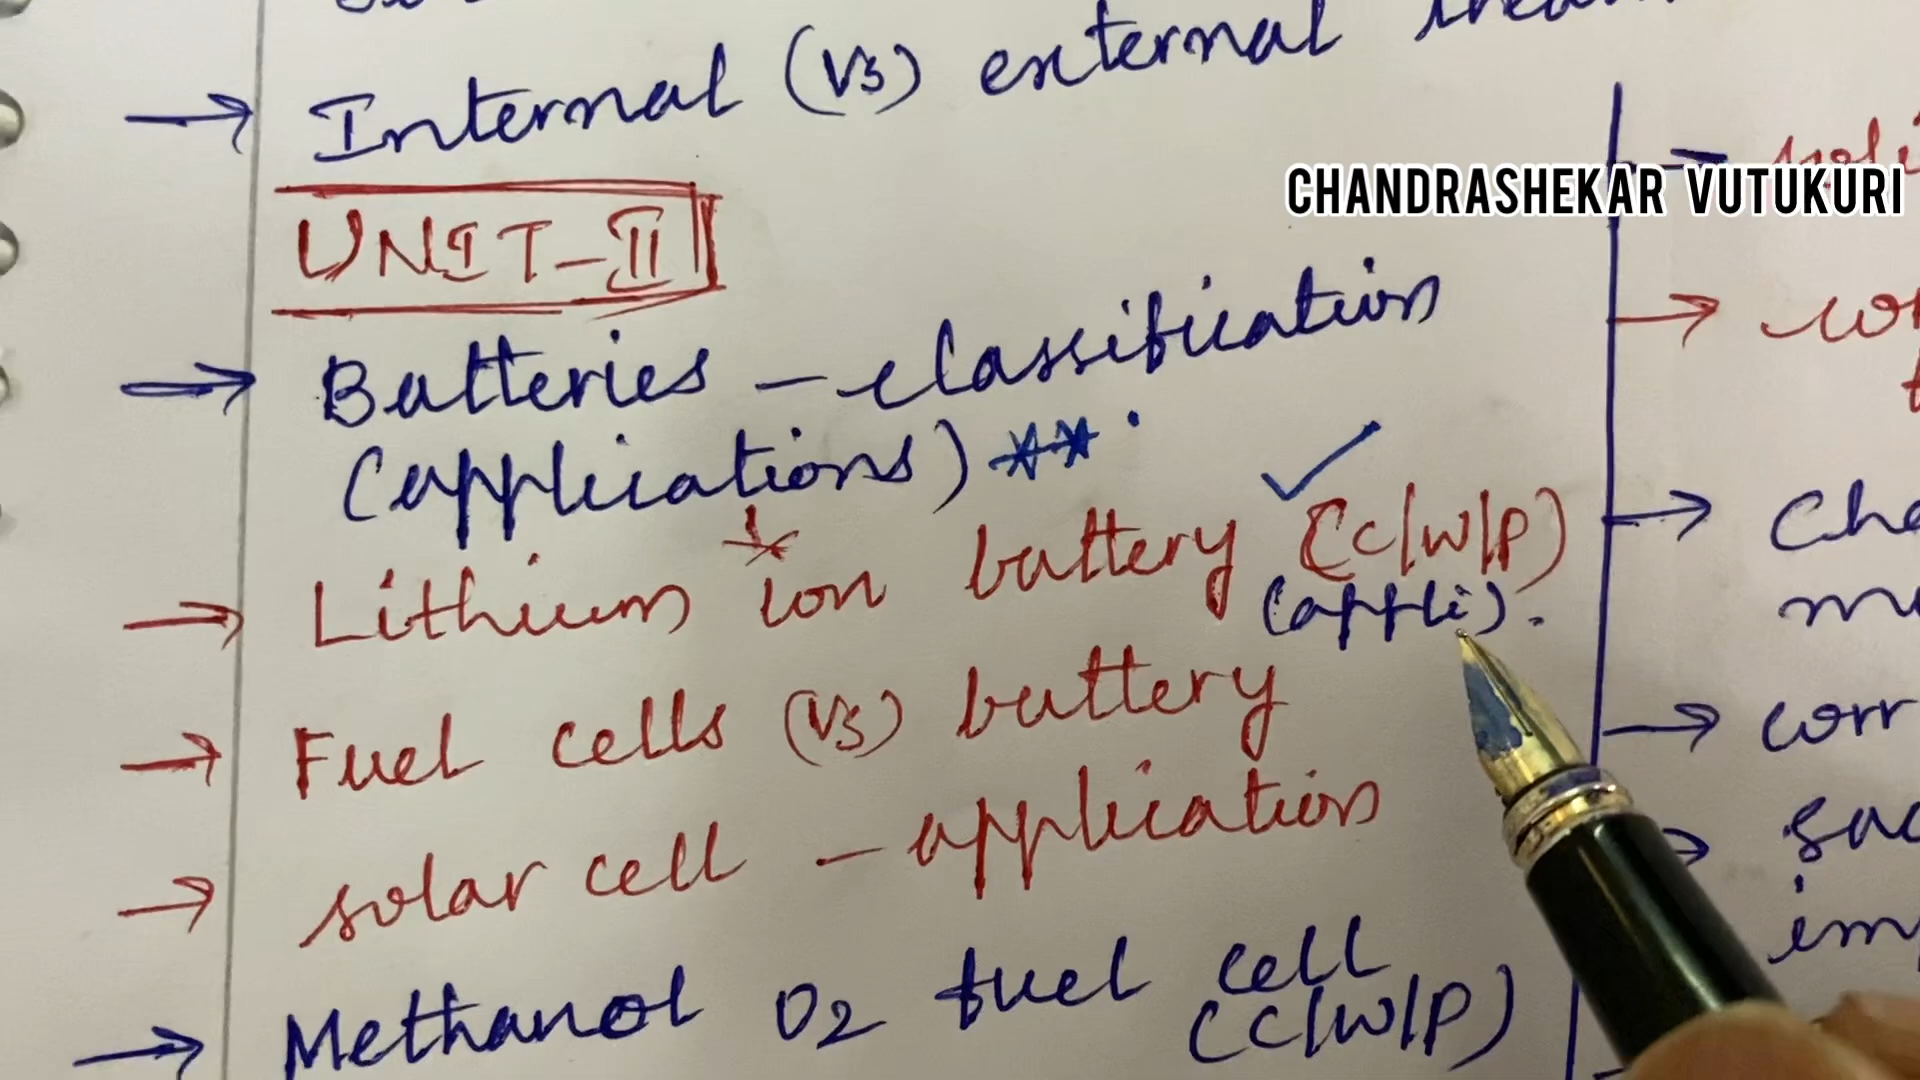 → Internal (vs) external
UNIT-II
→ Batteries - classification
(applications) **
→ Lithium ion battery (C/W/P)
(appli).
→ Fuel cells (vs) battery
→ solar cell - application
→ Methanol O2 fuel cell
(C/W/P)
CHANDRASHEKAR VUTUKURI
→
→
→
→ corr
→